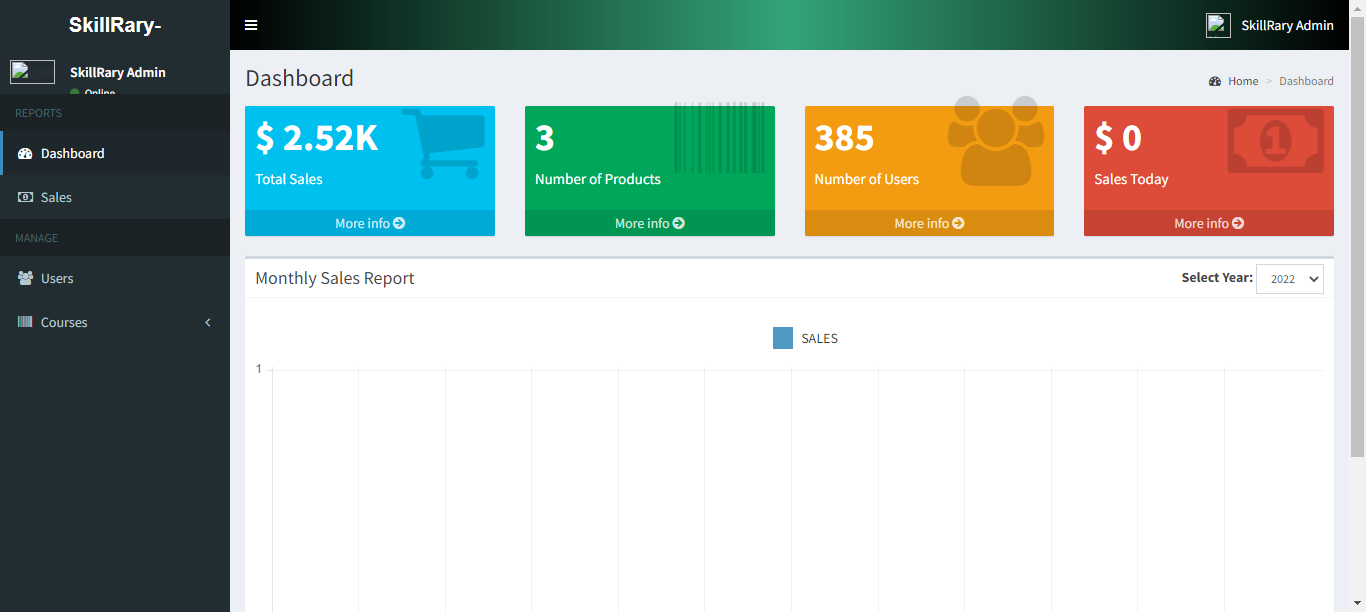 SkillRary-
SkillRary Admin
SkillRary Admin
Online
REPORTS
Dashboard
Sales
MANAGE
Users
Courses
Dashboard
Home > Dashboard
$ 2.52K
Total Sales
More info
3
Number of Products
More info
385
Number of Users
More info
$ 0
Sales Today
More info
Monthly Sales Report
Select Year: 2022
SALES
1